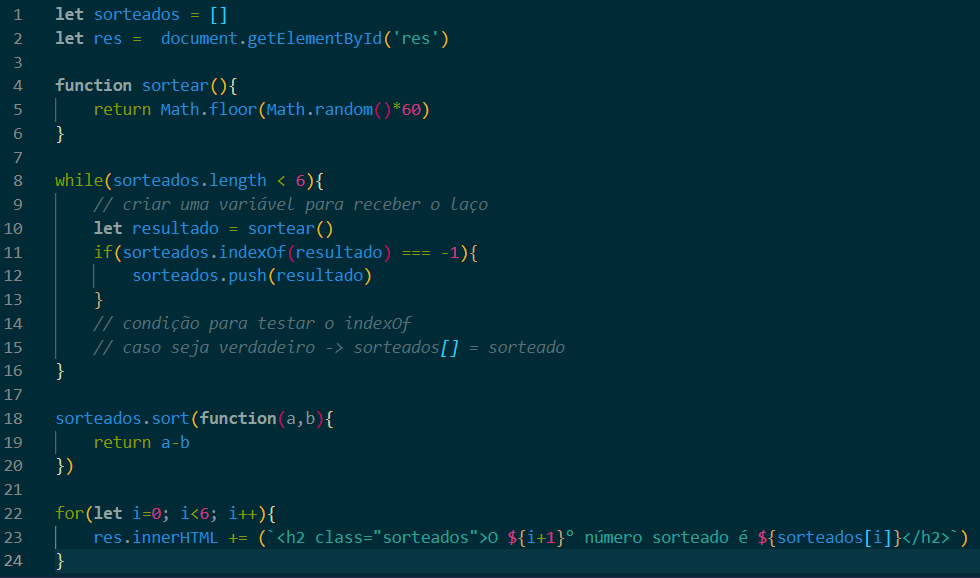 1 let sorteados = []
2 let res =  document.getElementById('res')
3
4 function sortear(){
5     return Math.floor(Math.random()*60)
6 }
7
8 while(sorteados.length < 6){
9     // criar uma variável para receber o laço
10     let resultado = sortear()
11     if(sorteados.indexOf(resultado) === -1){
12         sorteados.push(resultado)
13     }
14     // condição para testar o indexOf
15     // caso seja verdadeiro -> sorteados[] = sorteado
16 }
17
18 sorteados.sort(function(a,b){
19     return a-b
20 })
21
22 for(let i=0; i<6; i++){
23     res.innerHTML += (`<h2 class="sorteados">O ${i+1}º número sorteado é ${sorteados[i]}</h2>`)
24 }